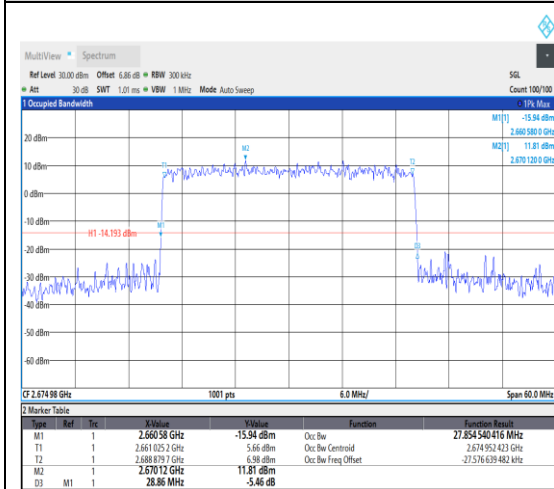 MultiView Spectrum
Ref Level 30.00 dBm Offset 6.86 dB RBW 300 kHz SGL
Att 30 dB SWT 1.01 ms VBW 1 MHz Mode Auto Sweep Count 100/100
1 Occupied Bandwidth 1Pk Max
M1[1] -15.94 dBm
2.660 580 0 GHz
M2[1] 11.81 dBm
2.670 120 0 GHz
20 dBm
10 dBm
0 dBm
-10 dBm
-20 dBm
-30 dBm
-40 dBm
-50 dBm
-60 dBm
T1
M2
T2
M1
H1 -14.193 dBm
D3
CF 2.674 98 GHz 1001 pts 6.0 MHz/ Span 60.0 MHz
2 Marker Table
Type Ref Trc X-Value Y-Value Function Function Result
M1 1 2.660 58 GHz -15.94 dBm Occ Bw 27.854 540 416 MHz
T1 1 2.661 025 2 GHz 5.66 dBm Occ Bw Centroid 2.674 952 423 GHz
T2 1 2.688 879 7 GHz 6.98 dBm Occ Bw Freq Offset -27.576 639 482 kHz
M2 1 2.670 12 GHz 11.81 dBm
D3 M1 1 28.86 MHz -5.46 dB